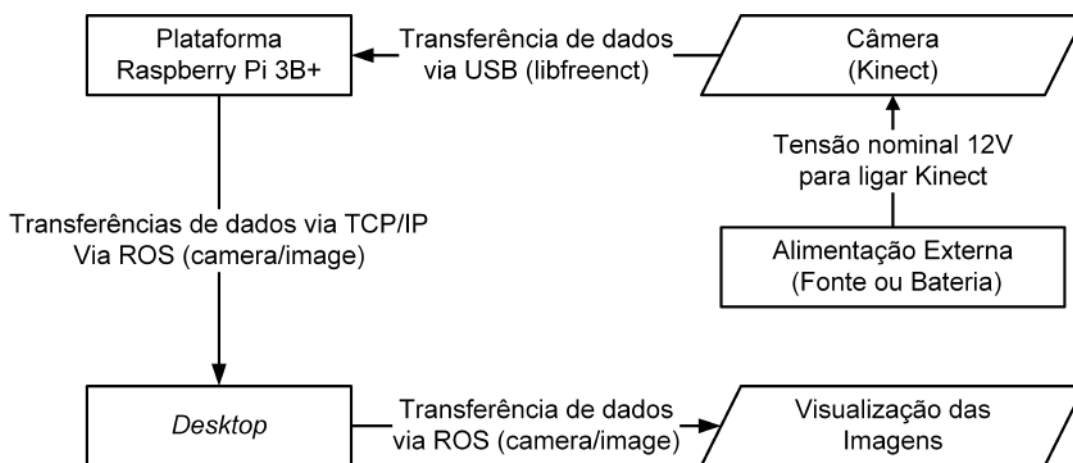 Plataforma
Raspberry Pi 3B+
Transferência de dados
via USB (libfreenct)
Câmera
(Kinect)
Tensão nominal 12V
para ligar Kinect
Transferências de dados via TCP/IP
Via ROS (camera/image)
Alimentação Externa
(Fonte ou Bateria)
Desktop
Transferência de dados
via ROS (camera/image)
Visualização das
Imagens